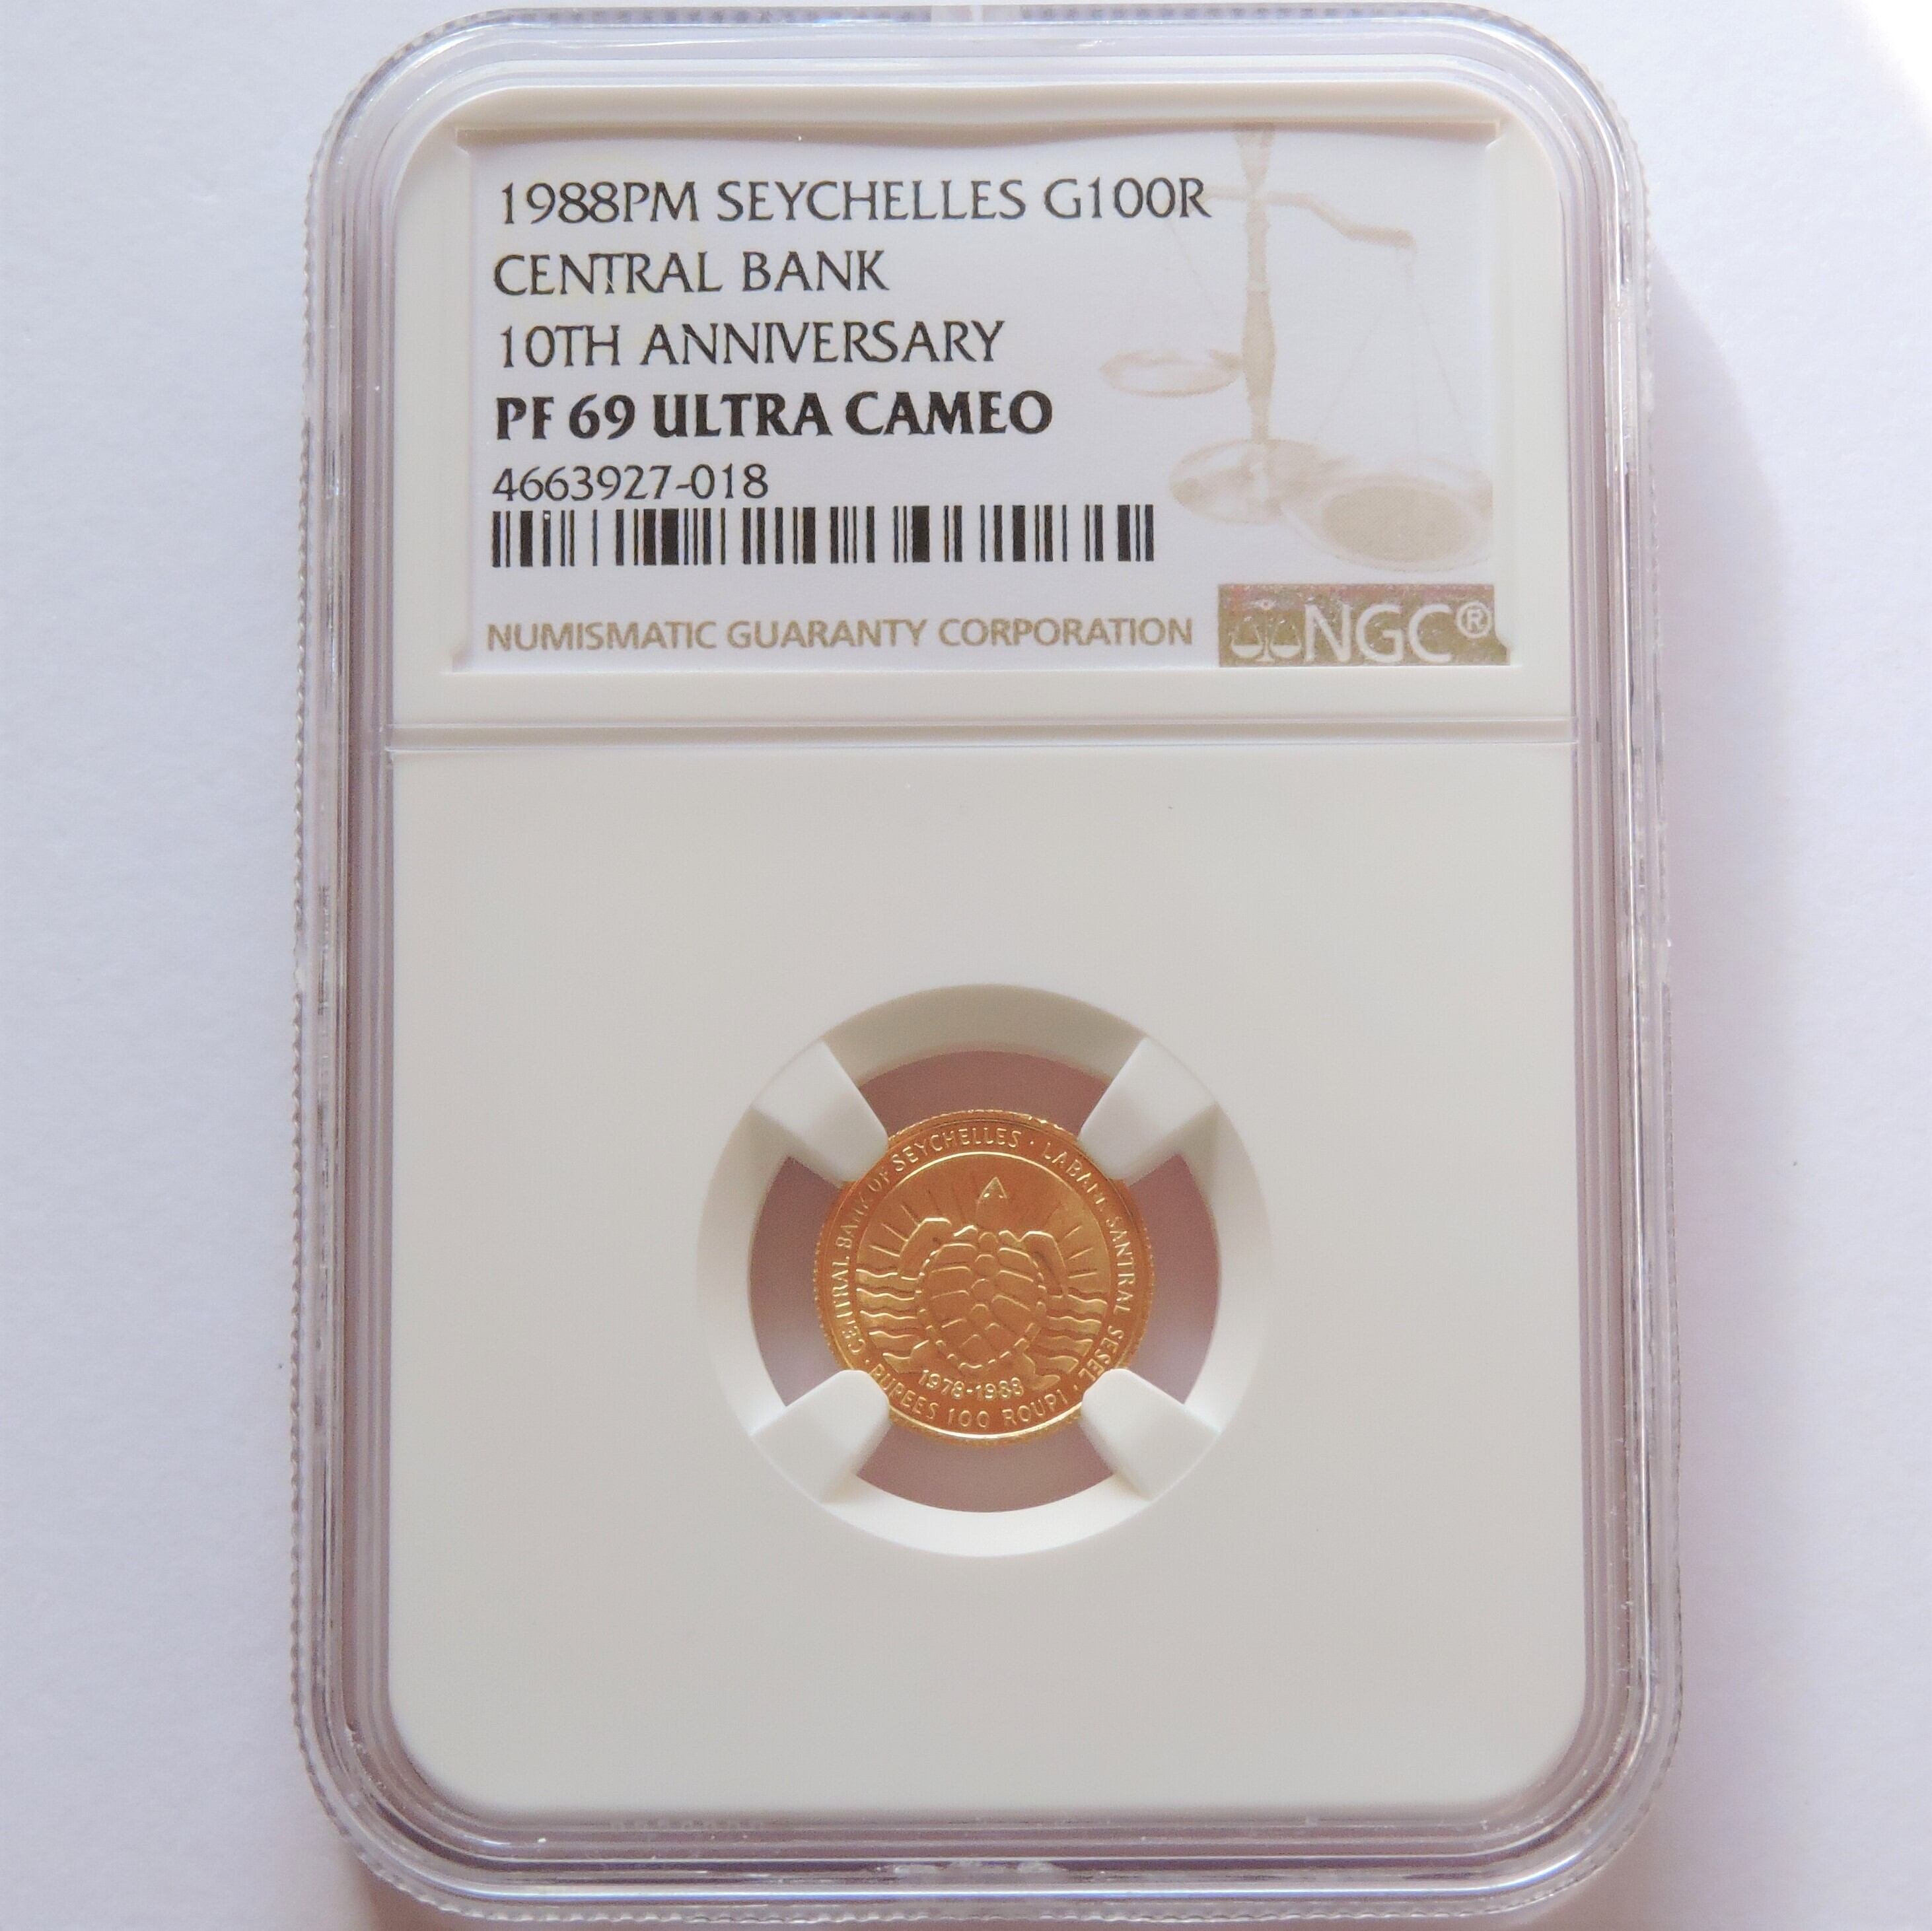 1988PM SEYCHELLES G100R
CENTRAL BANK
10TH ANNIVERSARY
PF 69 ULTRA CAMEO
4663927-018
NUMISMATIC GUARANTY CORPORATION
NGC®
CENTRAL BANK OF SEYCHELLES · LABANK SANTRAL SESEL ·
1978-1988
RUPEES 100 ROUPI ·